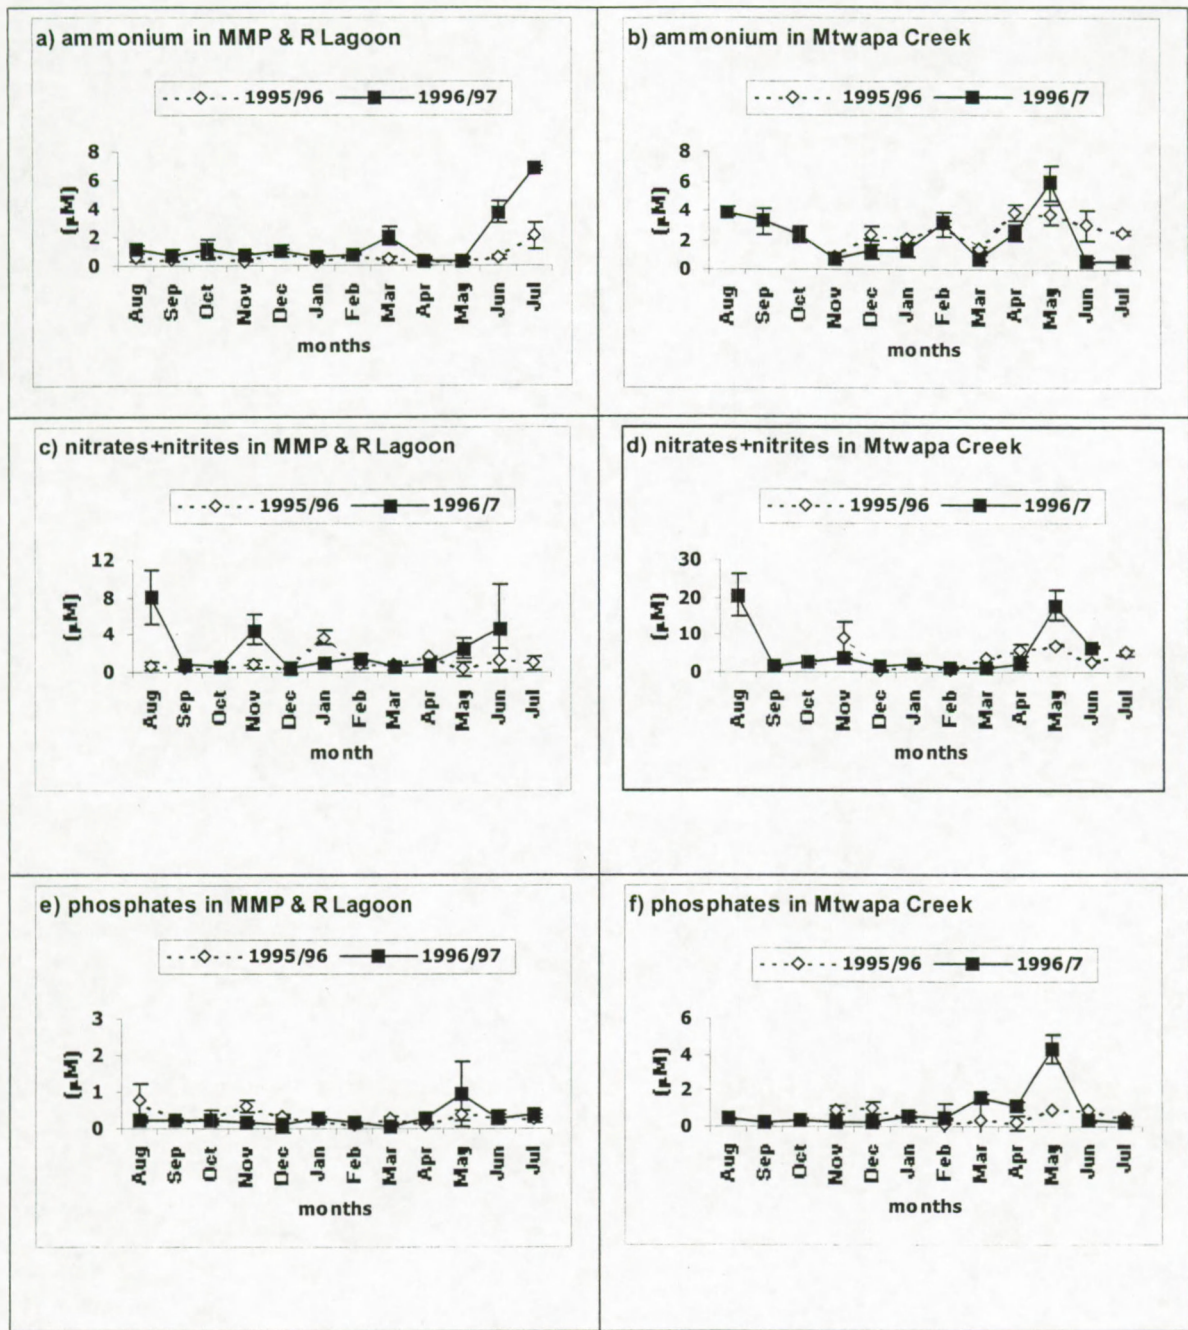 a) ammonium in MMP & R Lagoon
1995/96 1996/97
8
6
4
2
0
[µM]
Aug Sep Oct Nov Dec Jan Feb Mar Apr May Jun Jul
months
b) ammonium in Mtwapa Creek
1995/96 1996/7
8
6
4
2
0
[µM]
Aug Sep Oct Nov Dec Jan Feb Mar Apr May Jun Jul
months
c) nitrates+nitrites in MMP & R Lagoon
1995/96 1996/7
12
8
4
0
[µM]
Aug Sep Oct Nov Dec Jan Feb Mar Apr May Jun Jul
month
d) nitrates+nitrites in Mtwapa Creek
1995/96 1996/7
30
20
10
0
[µM]
Aug Sep Oct Nov Dec Jan Feb Mar Apr May Jun Jul
months
e) phosphates in MMP & R Lagoon
1995/96 1996/97
3
2
1
0
[µM]
Aug Sep Oct Nov Dec Jan Feb Mar Apr May Jun Jul
months
f) phosphates in Mtwapa Creek
1995/96 1996/7
6
4
2
0
[µM]
Aug Sep Oct Nov Dec Jan Feb Mar Apr May Jun Jul
months